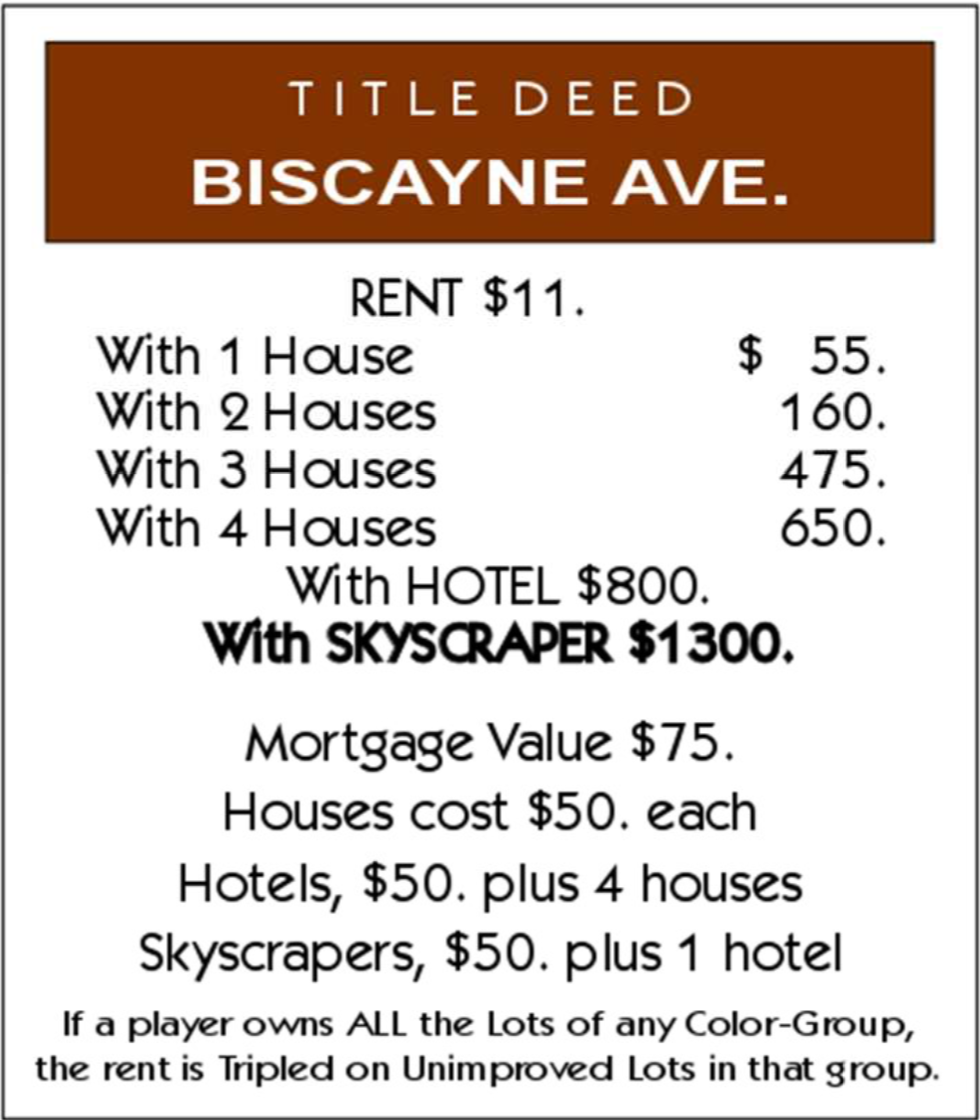 TITLE DEED
BISCAYNE AVE.
RENT $11.
With 1 House $ 55.
With 2 Houses 160.
With 3 Houses 475.
With 4 Houses 650.
With HOTEL $800.
With SKYSCRAPER $1300.
Mortgage Value $75.
Houses cost $50. each
Hotels, $50. plus 4 houses
Skyscrapers, $50. plus 1 hotel
If a player owns ALL the Lots of any Color-Group,
the rent is Tripled on Unimproved Lots in that group.